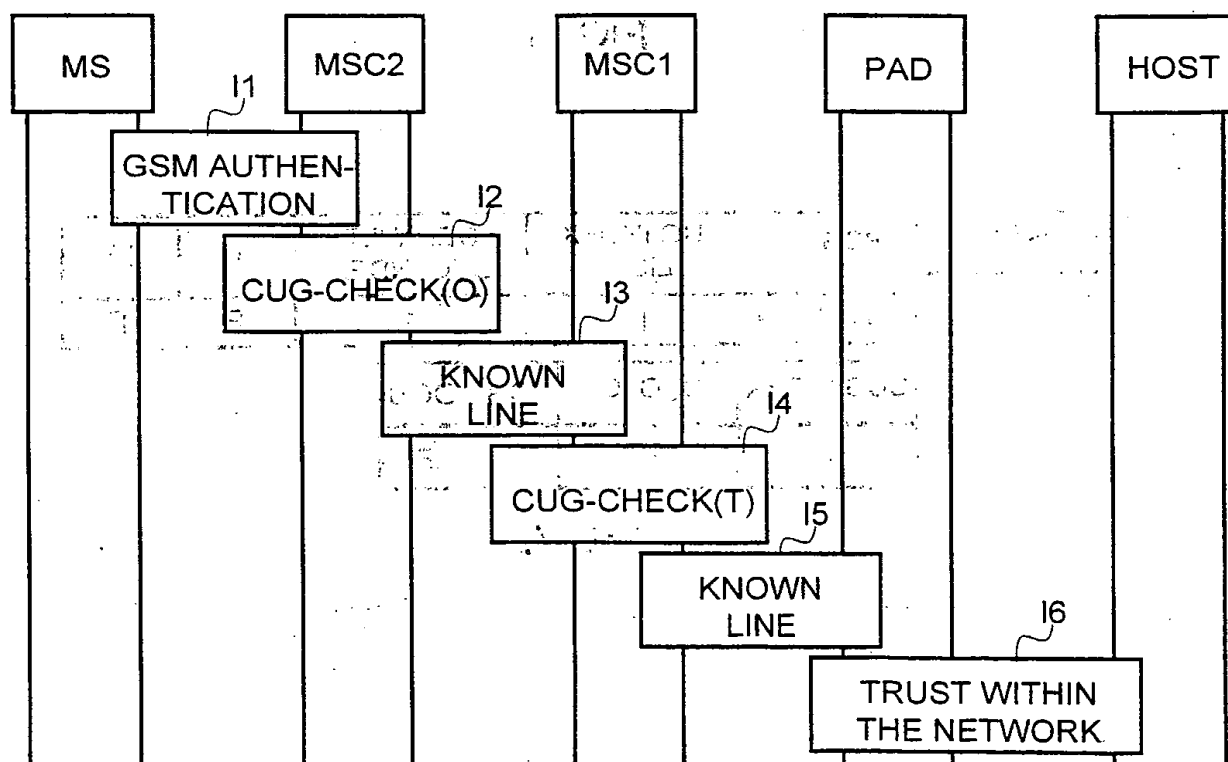 MS
MSC2
MSC1
PAD
HOST
I1
GSM AUTHEN-
TICATION
I2
CUG-CHECK(O)
I3
KNOWN
LINE
I4
CUG-CHECK(T)
I5
KNOWN
LINE
I6
TRUST WITHIN
THE NETWORK